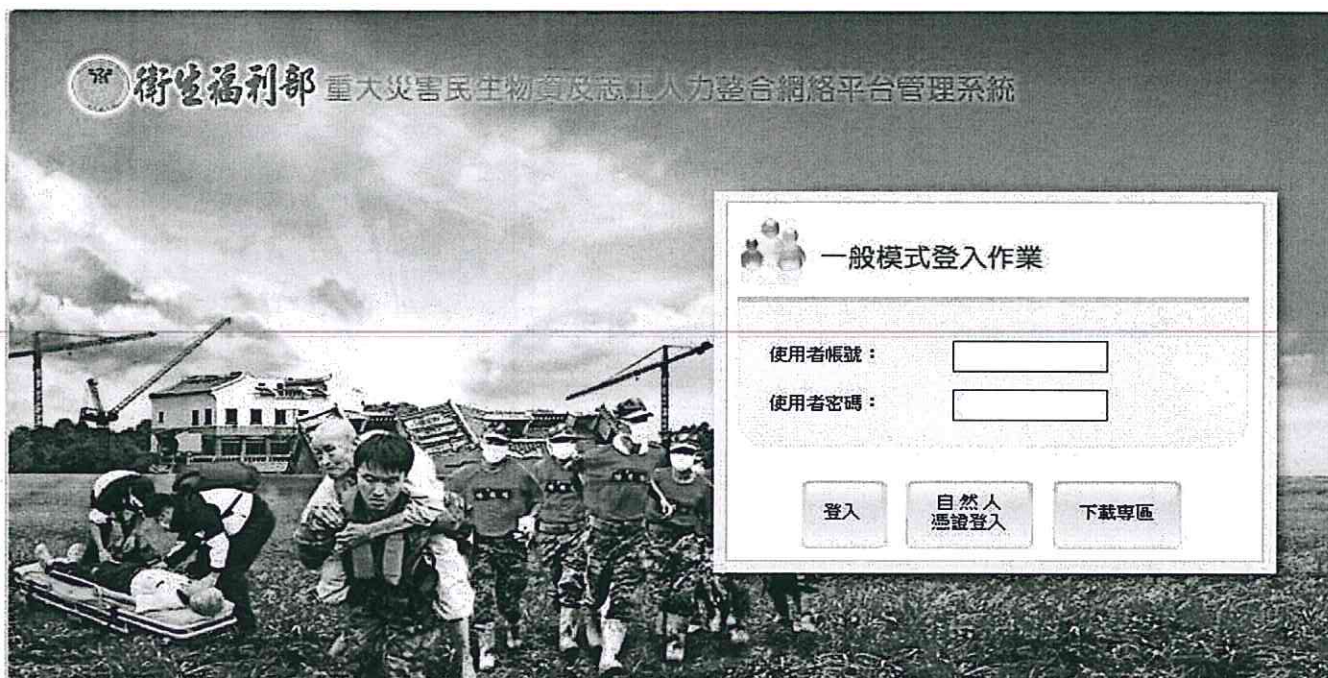 衛生福利部 重大災害民生物資及志工人力整合網絡平台管理系統
一般模式登入作業
使用者帳號：
使用者密碼：
登入
自然人
憑證登入
下載專區